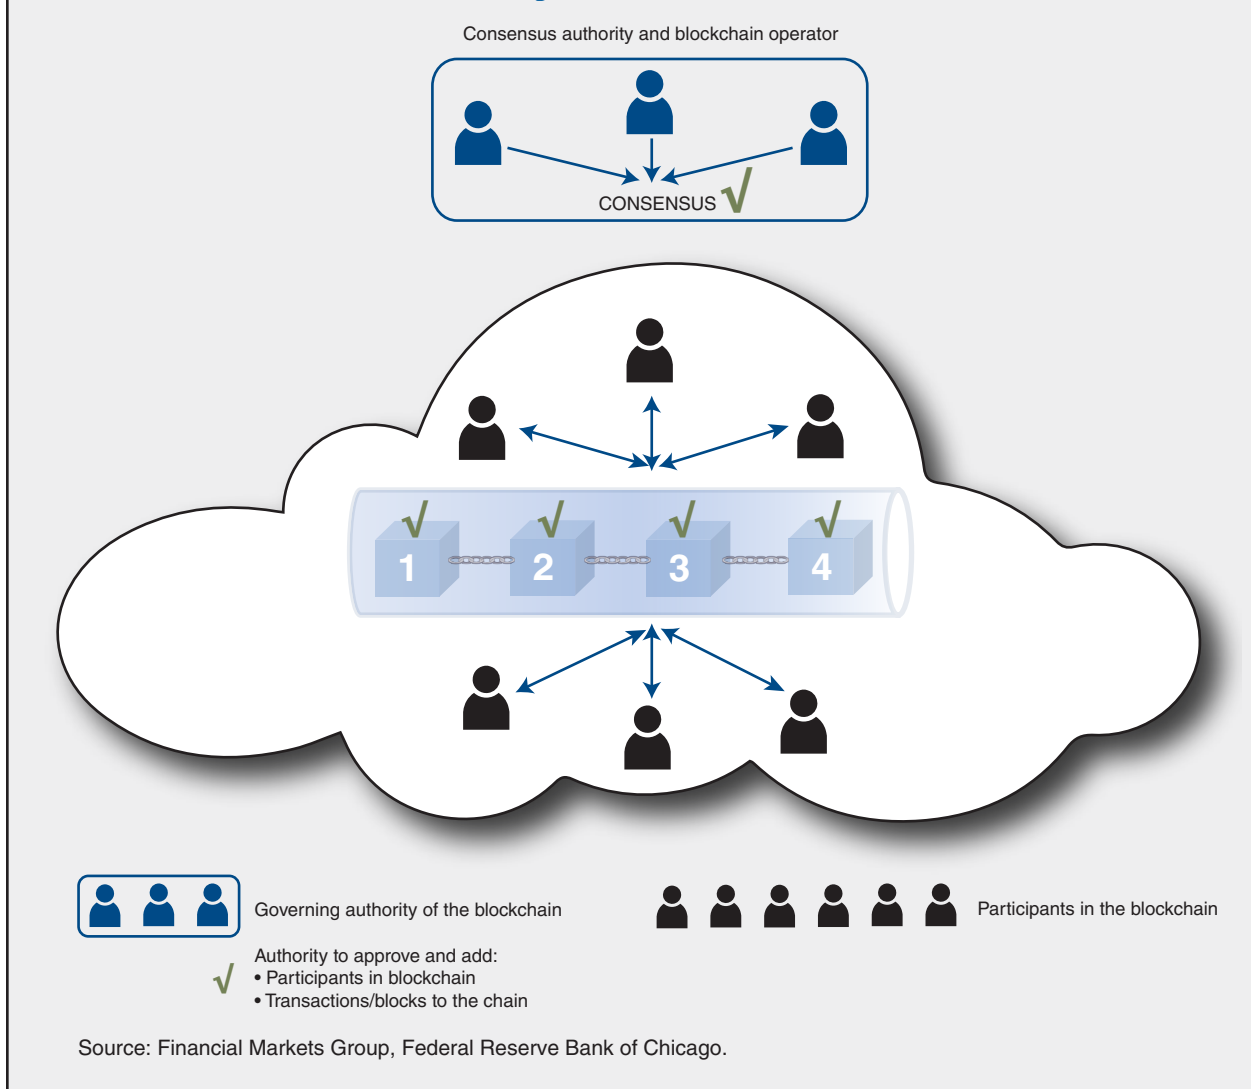 Consensus authority and blockchain operator
CONSENSUS √
√ √ √ √
1 2 3 4
Governing authority of the blockchain
Participants in the blockchain
√ Authority to approve and add:
• Participants in blockchain
• Transactions/blocks to the chain
Source: Financial Markets Group, Federal Reserve Bank of Chicago.